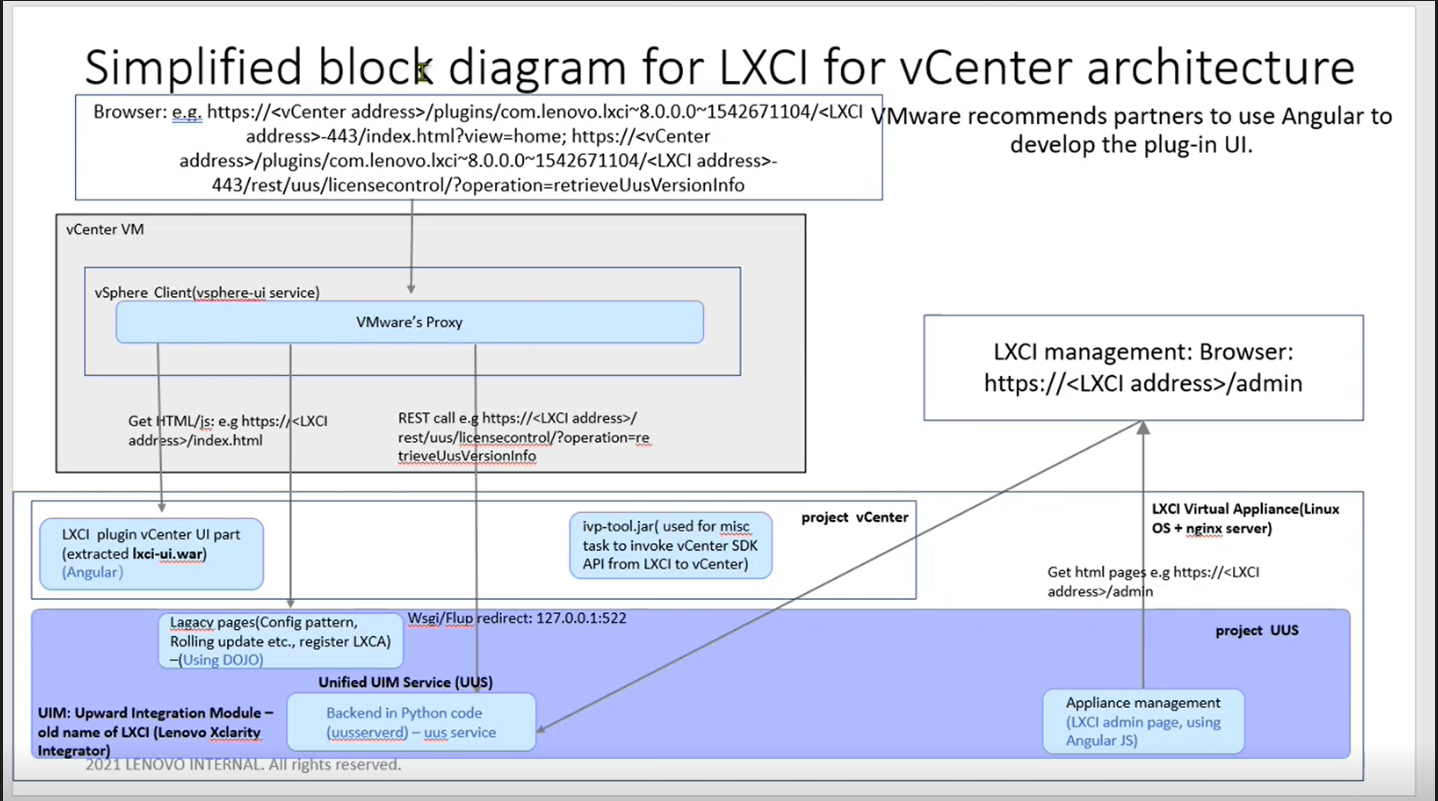 Simplified block diagram for LXCI for vCenter architecture
Browser: e.g. https://<vCenter address>/plugins/com.lenovo.lxci~8.0.0.0~1542671104/<LXCI
address>-443/index.html?view=home; https://<vCenter
address>/plugins/com.lenovo.lxci~8.0.0.0~1542671104/<LXCI address>-
443/rest/uus/licensecontrol/?operation=retrieveUusVersionInfo
VMware recommends partners to use Angular to
develop the plug-in UI.
vCenter VM
vSphere Client(vsphere-ui service)
VMware’s Proxy
LXCI management: Browser:
https://<LXCI address>/admin
Get HTML/js: e.g https://<LXCI
address>/index.html
REST call e.g https://<LXCI address>/
rest/uus/licensecontrol/?operation=re
trieveUusVersionInfo
LXCI plugin vCenter UI part
(extracted lxci-ui.war)
(Angular)
ivp-tool.jar( used for misc
task to invoke vCenter SDK
API from LXCI to vCenter)
project vCenter
LXCI Virtual Appliance(Linux
OS + nginx server)
Get html pages e.g https://<LXCI
address>/admin
Lagacy pages(Config pattern,
Rolling update etc., register LXCA)
–(Using DOJO)
Wsgi/Flup redirect: 127.0.0.1:522
project UUS
Unified UIM Service (UUS)
UIM: Upward Integration Module –
old name of LXCI (Lenovo Xclarity
Integrator)
Backend in Python code
(uusserverd) – uus service
Appliance management
(LXCI admin page, using
Angular JS)
2021 LENOVO INTERNAL. All rights reserved.